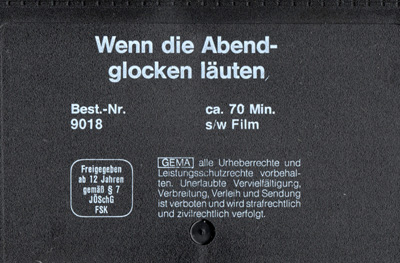 Wenn die Abend-
glocken läuten
Best.-Nr. ca. 70 Min.
9018 s/w Film
Freigegeben
ab 12 Jahren
gemäß § 7
JÖSchG
FSK
GEMA alle Urheberrechte und
Leistungsschutzrechte vorbehal-
ten. Unerlaubte Vervielfältigung,
Verbreitung, Verleih und Sendung
ist verboten und wird strafrechtlich
und zivilrechtlich verfolgt.